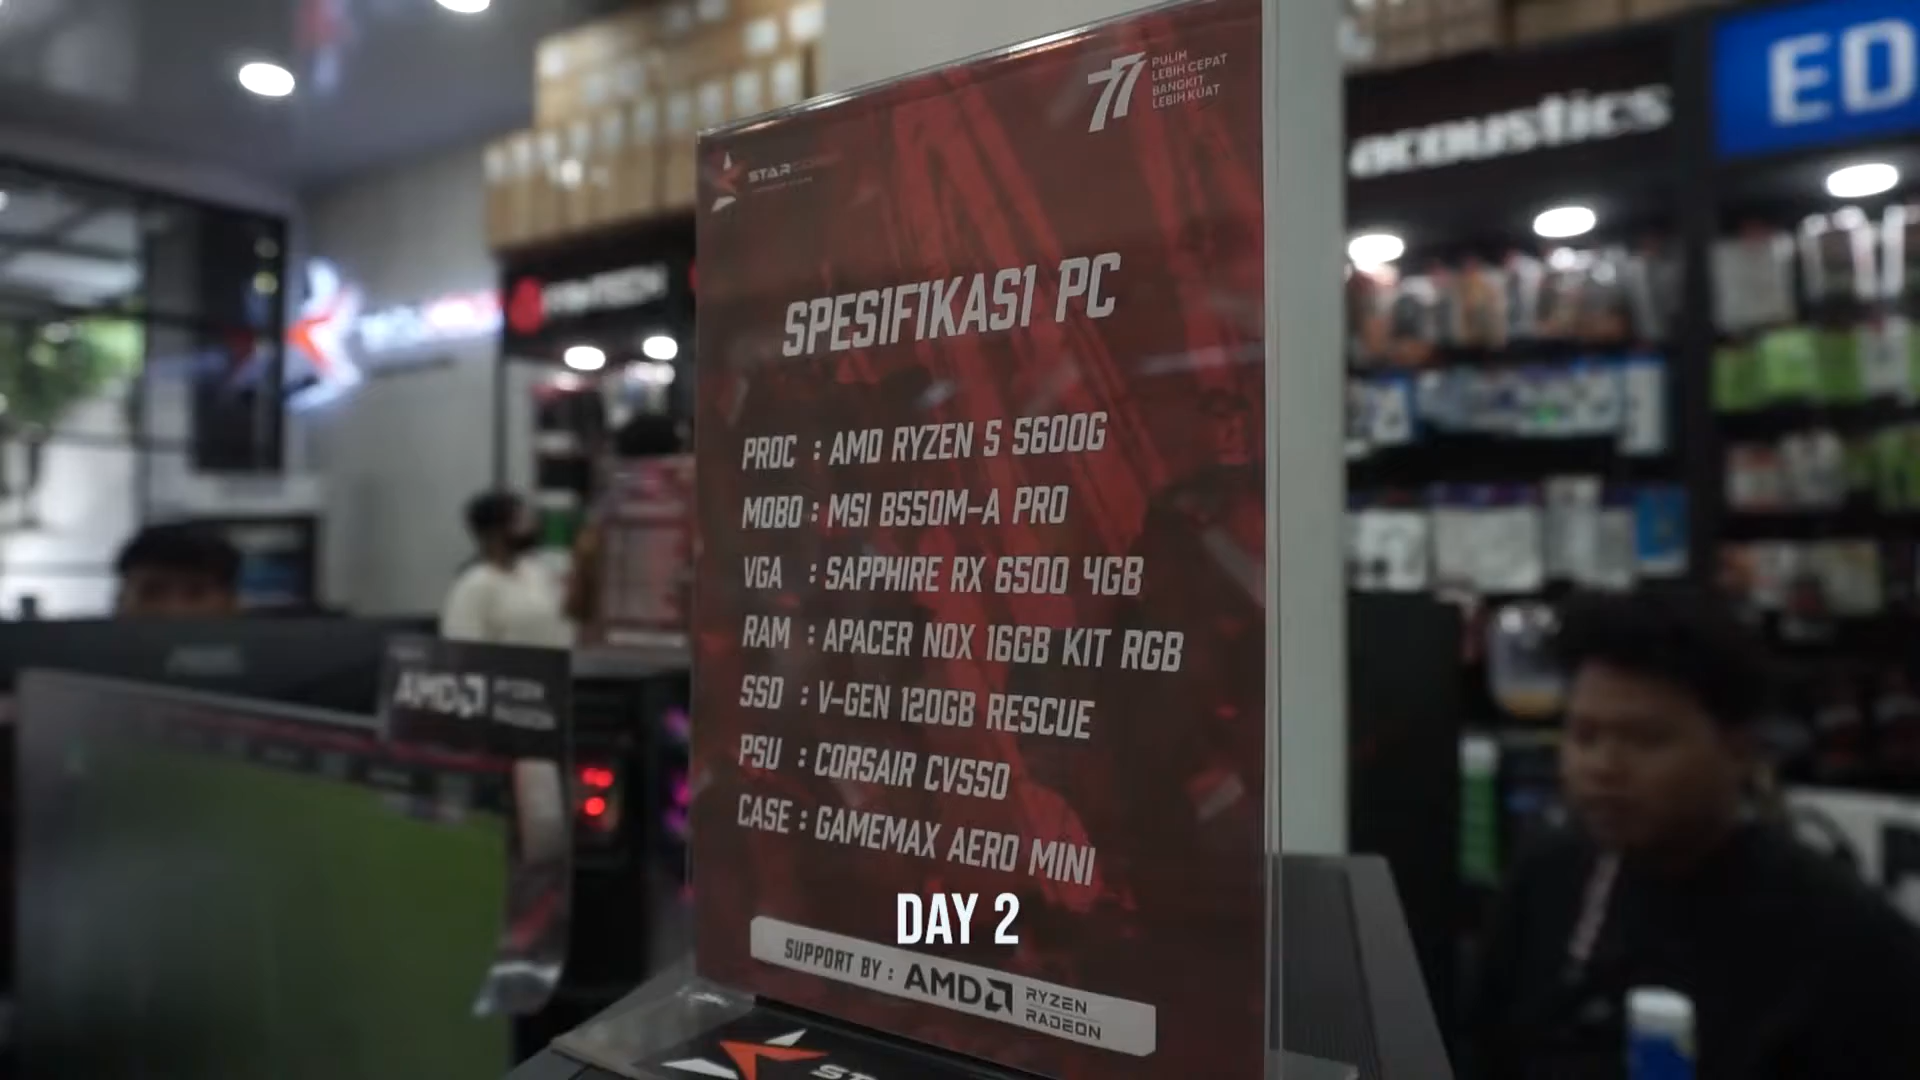 77 PULIH
LEBIH CEPAT
BANGKIT
LEBIH KUAT
STAR
SPESIFIKASI PC
PROC : AMD RYZEN 5 5600G
MOBO : MSI B550M-A PRO
VGA : SAPPHIRE RX 6500 4GB
RAM : APACER NOX 16GB KIT RGB
SSD : V-GEN 120GB RESCUE
PSU : CORSAIR CV550
CASE : GAMEMAX AERO MINI
DAY 2
SUPPORT BY : AMD RYZEN
RADEON
acoustics
ED
AMD RYZEN
RADEON